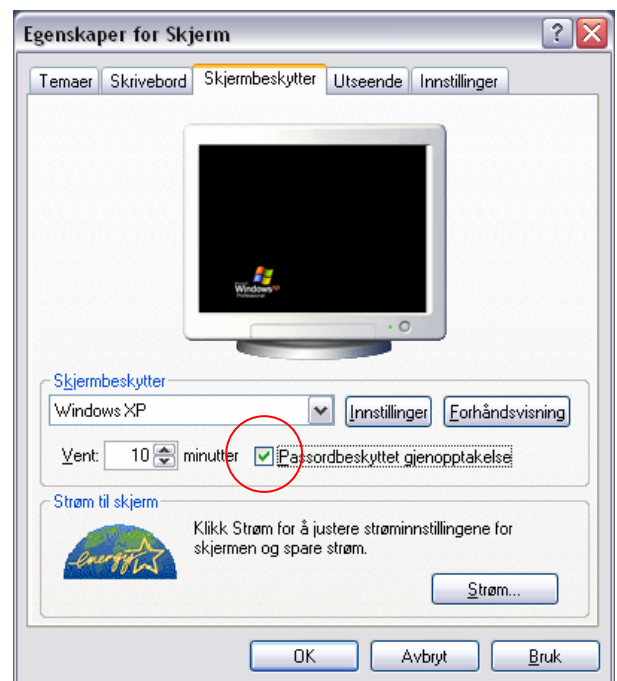 Egenskaper for Skjerm
Temaer Skrivebord Skjermbeskytter Utseende Innstillinger
Windows
Skjermbeskytter
Windows XP Innstillinger Forhåndsvisning
Vent: 10 minutter Passordbeskyttet gjenopptakelse
Strøm til skjerm
Klikk Strøm for å justere strøminnstillingene for
skjermen og spare strøm.
energy
Strøm...
OK Avbryt Bruk